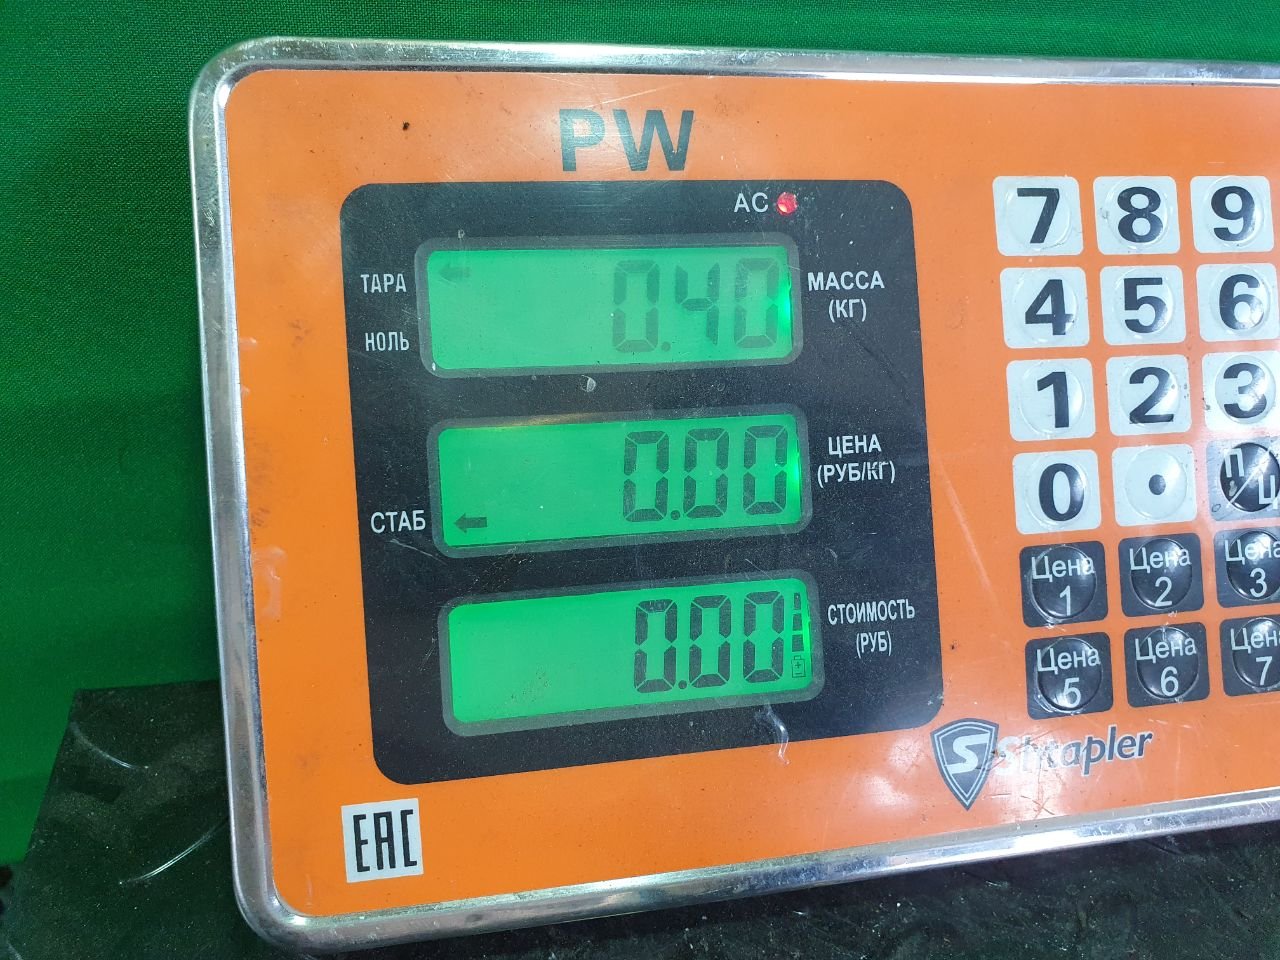 PW
AC
ТАРА
НОЛЬ
0.40
МАССА
(КГ)
СТАБ
0.00
ЦЕНА
(РУБ/КГ)
0.00
СТОИМОСТЬ
(РУБ)
7 8 9
4 5 6
1 2 3
0 . П/Ц
Цена 1
Цена 2
Цена 3
Цена 5
Цена 6
Цена 7
S Shtapler
EAC